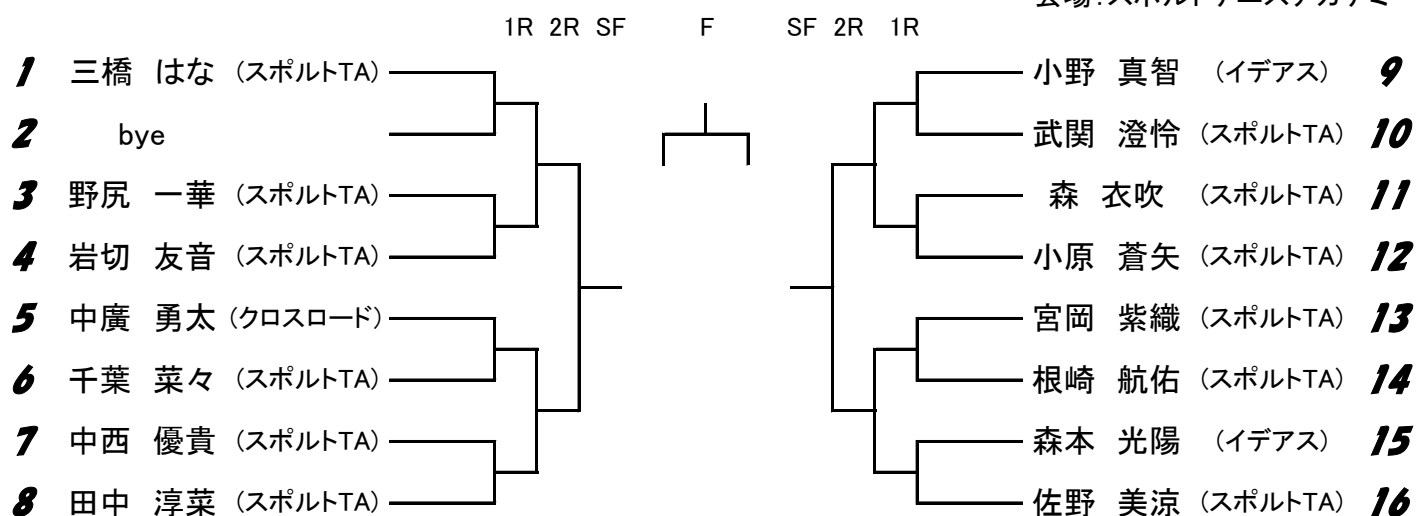 1R 2R SF F SF 2R 1R
1 三橋 はな (スポルトTA)
2 bye
3 野尻 一華 (スポルトTA)
4 岩切 友音 (スポルトTA)
5 中廣 勇太 (クロスロード)
6 千葉 菜々 (スポルトTA)
7 中西 優貴 (スポルトTA)
8 田中 淳菜 (スポルトTA)
小野 真智 (イデアス) 9
武関 澄怜 (スポルトTA) 10
森 衣吹 (スポルトTA) 11
小原 蒼矢 (スポルトTA) 12
宮岡 紫織 (スポルトTA) 13
根崎 航佑 (スポルトTA) 14
森本 光陽 (イデアス) 15
佐野 美涼 (スポルトTA) 16